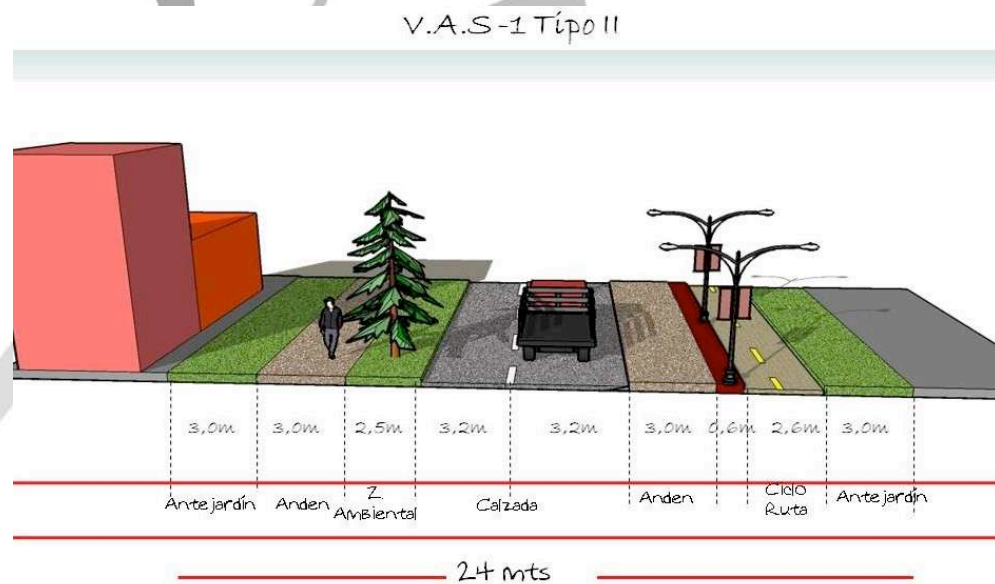 V.A.S-1 Tipo II
3,0m 3,0m 2,5m 3,2m 3,2m 3,0m 0,6m 2,6m 3,0m
Antejardín Anden Z Ambiental Calzada Anden Ciclo Ruta Antejardín
24 mts